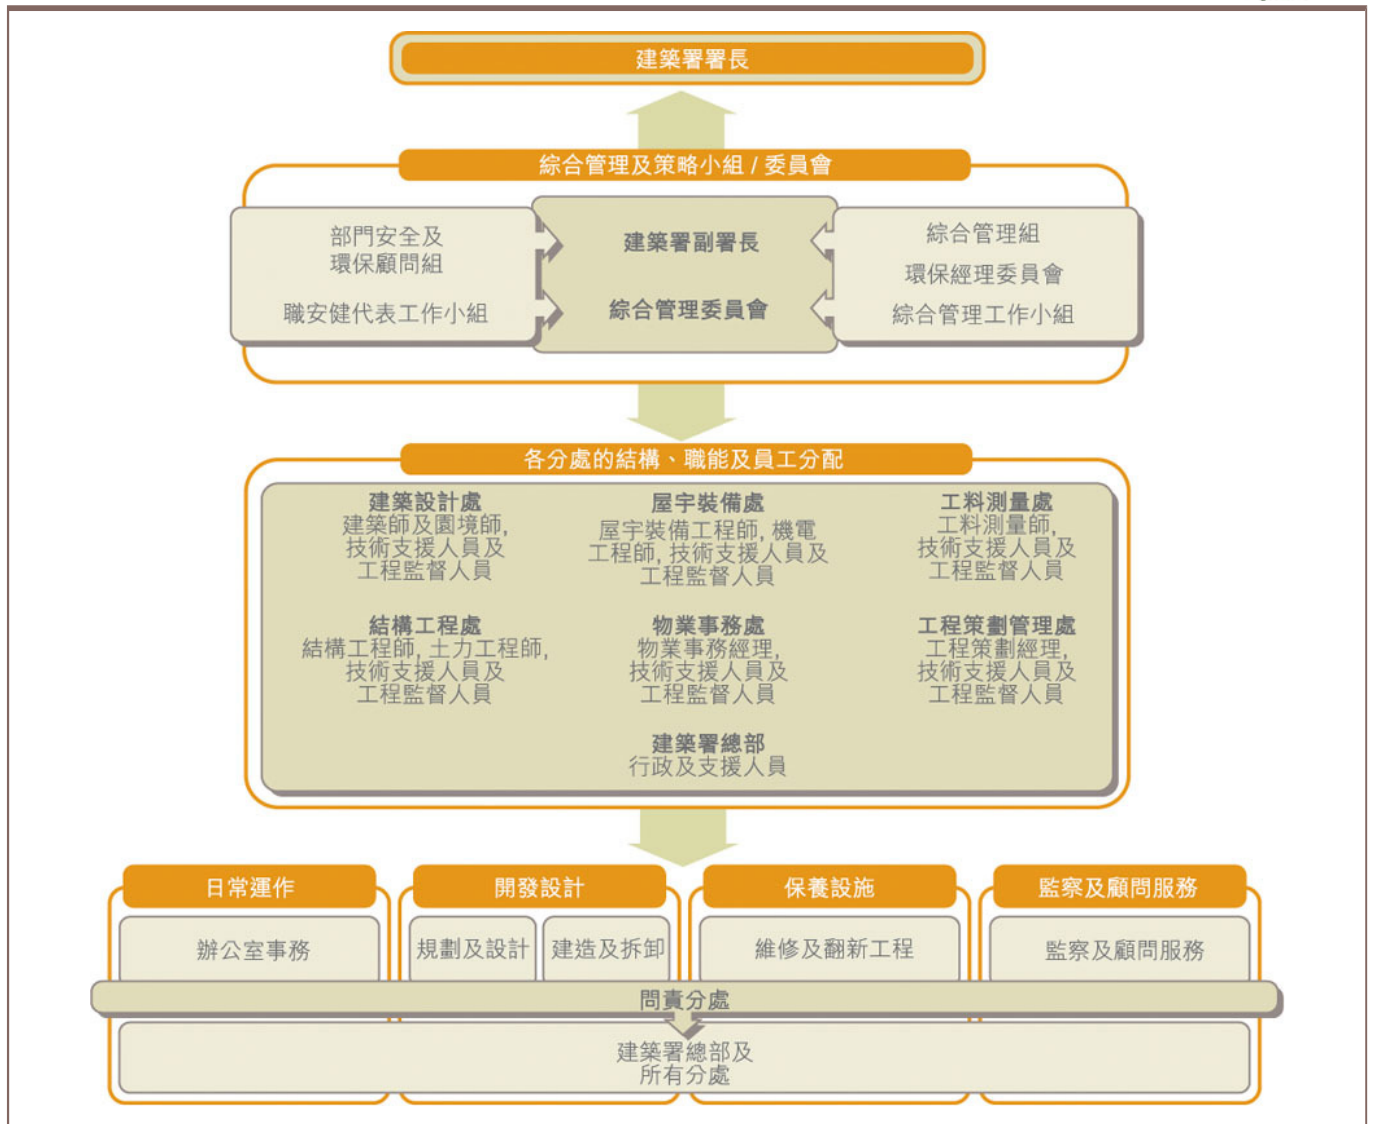 建築署署長
綜合管理及策略小組 / 委員會
部門安全及
環保顧問組
職安健代表工作小組
建築署副署長
綜合管理委員會
綜合管理組
環保經理委員會
綜合管理工作小組
各分處的結構、職能及員工分配
建築設計處
建築師及園境師,
技術支援人員及
工程監督人員
屋宇裝備處
屋宇裝備工程師, 機電
工程師, 技術支援人員及
工程監督人員
工料測量處
工料測量師,
技術支援人員及
工程監督人員
結構工程處
結構工程師, 土力工程師,
技術支援人員及
工程監督人員
物業事務處
物業事務經理,
技術支援人員及
工程監督人員
工程策劃管理處
工程策劃經理,
技術支援人員及
工程監督人員
建築署總部
行政及支援人員
日常運作
開發設計
保養設施
監察及顧問服務
辦公室事務
規劃及設計
建造及拆卸
維修及翻新工程
監察及顧問服務
問責分處
建築署總部及
所有分處